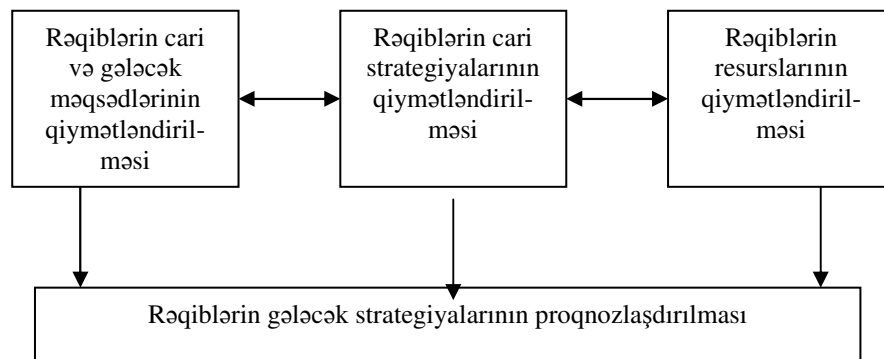 Rəqiblərin cari
və gələcək
məqsədlərinin
qiymətləndiril-
məsi
Rəqiblərin cari
strategiyalarının
qiymətləndiril-
məsi
Rəqiblərin
resurslarının
qiymətləndiril-
məsi
Rəqiblərin gələcək strategiyalarının proqnozlaşdırılması